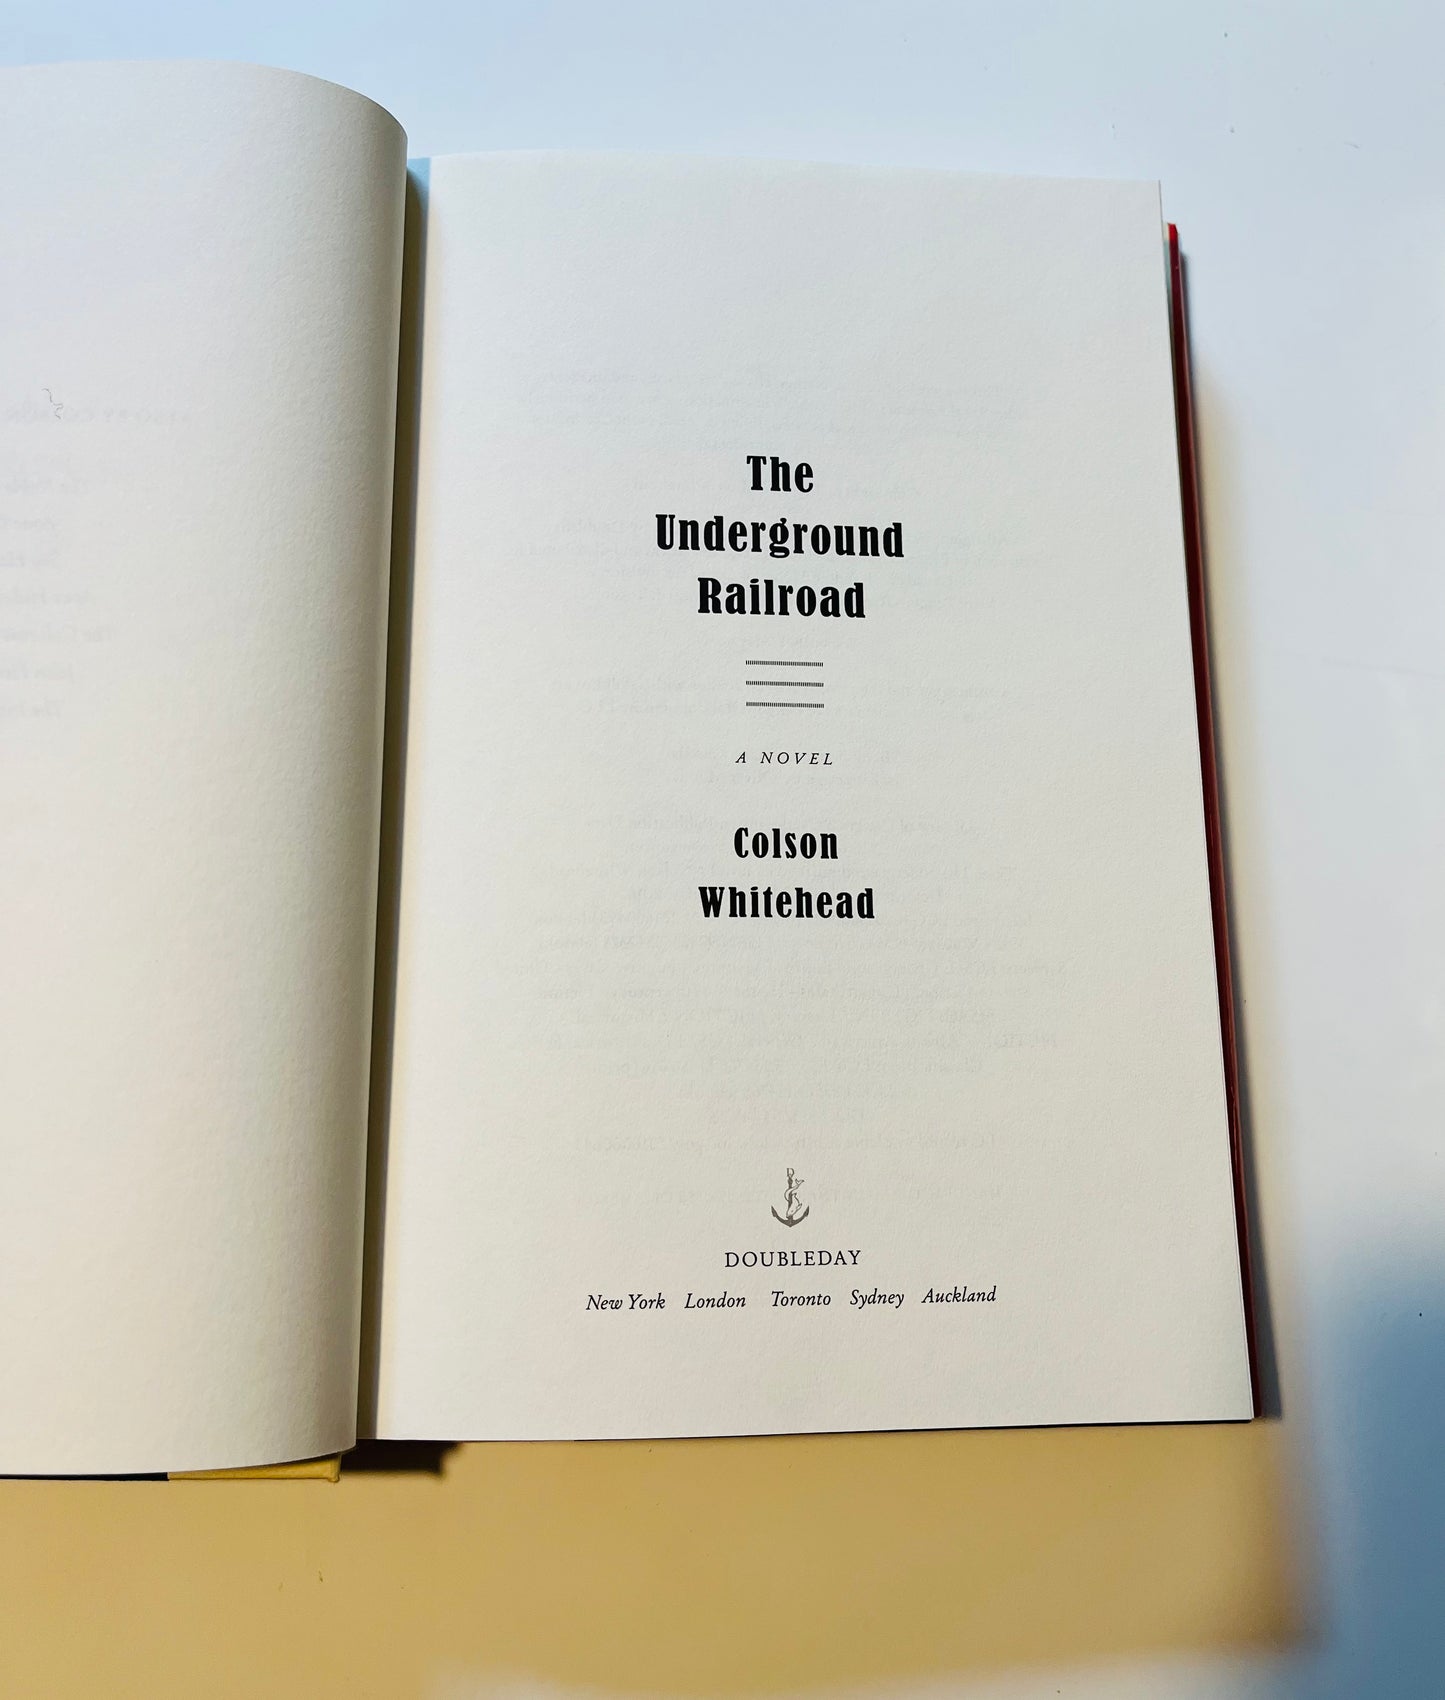 The
Underground
Railroad
A NOVEL
Colson
Whitehead
DOUBLEDAY
New York London Toronto Sydney Auckland